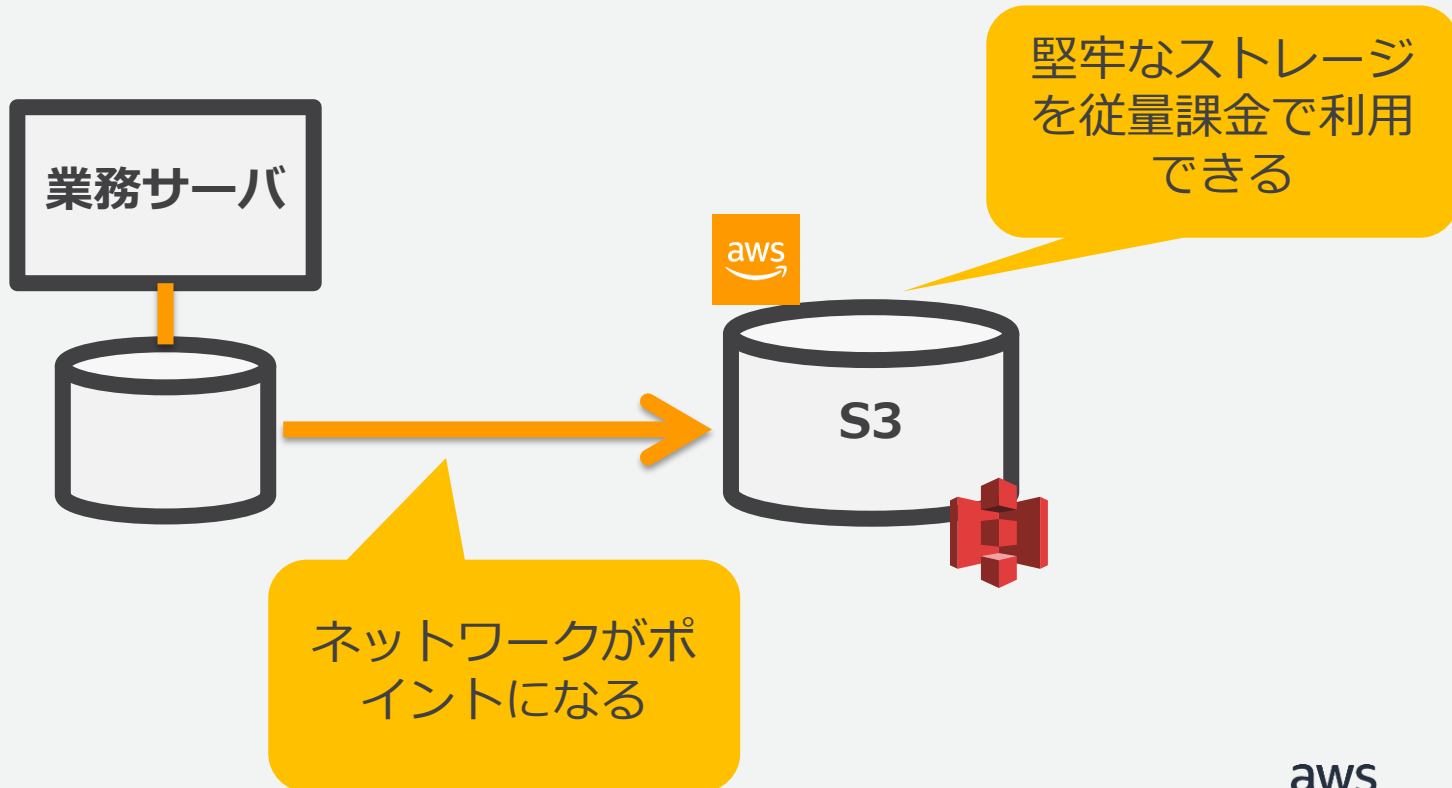 堅牢なストレージ
を従量課金で利用
できる
業務サーバ
aws
S3
ネットワークがポ
イントになる
aws